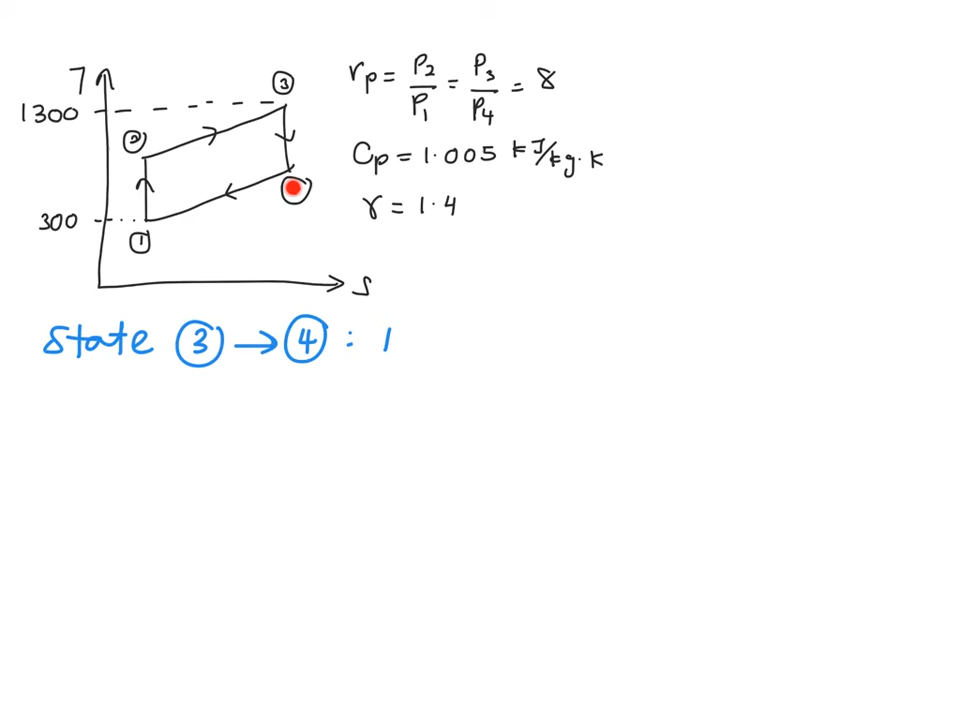 T
1300
③
②
300
①
s
rp = P2/P1 = P3/P4 = 8
Cp = 1.005 kJ/kg.K
γ = 1.4
State ③ → ④ : 1